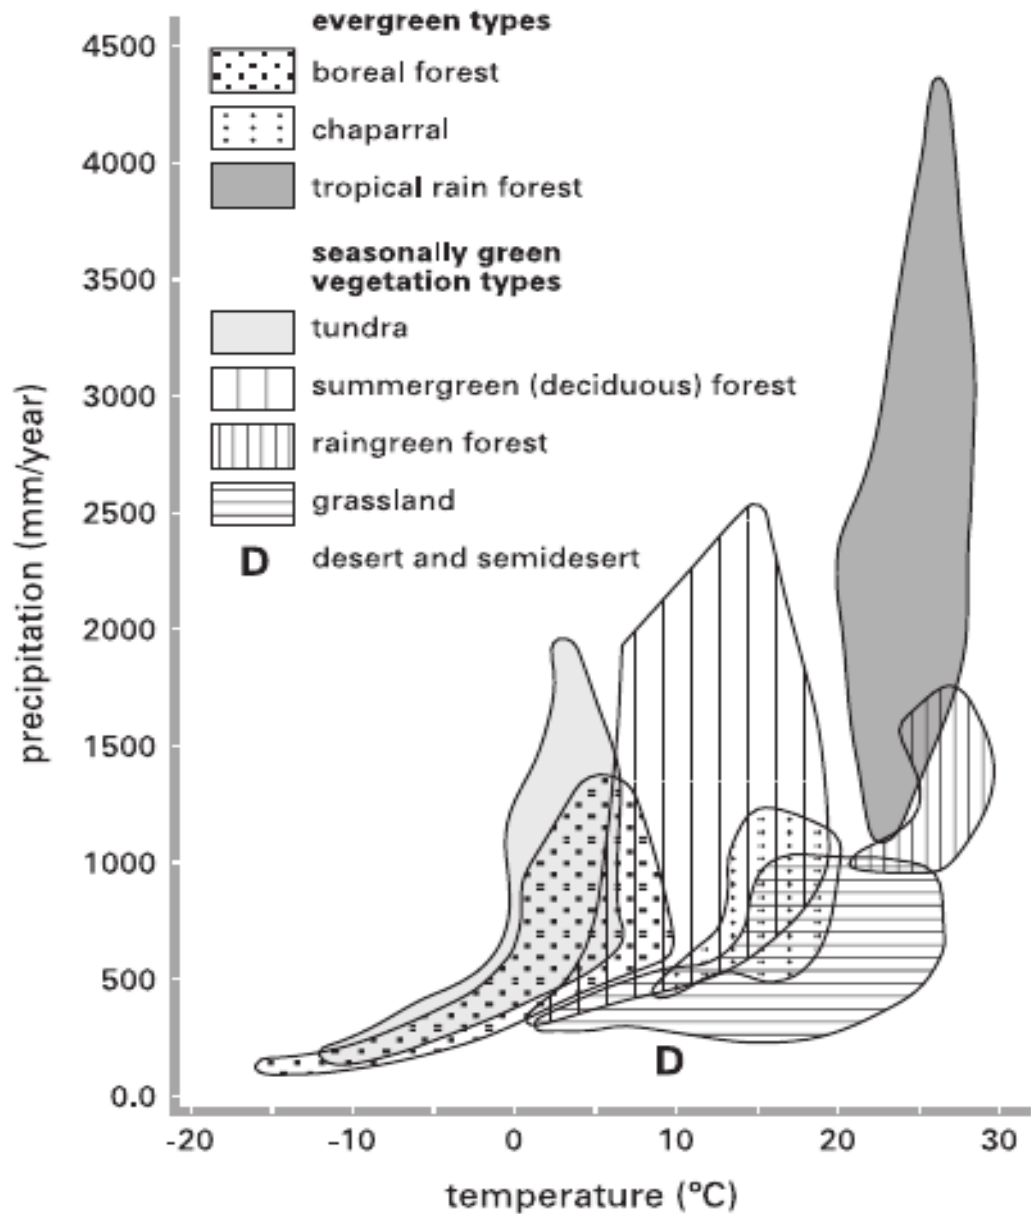 evergreen types
boreal forest
chaparral
tropical rain forest
seasonally green
vegetation types
tundra
summergreen (deciduous) forest
raingreen forest
grassland
D desert and semidesert
precipitation (mm/year)
4500
4000
3500
3000
2500
2000
1500
1000
500
0.0
D
-20 -10 0 10 20 30
temperature (°C)